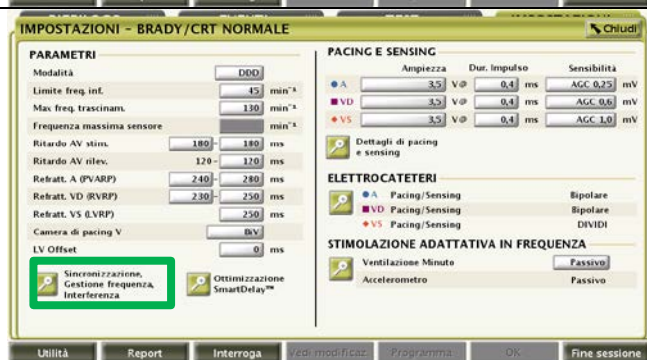 IMPOSTAZIONI - BRADY/CRT NORMALE
Chiudi
PARAMETRI
Modalità DDD
Limite freq. inf. 45 min⁻¹
Max freq. trascinam. 130 min⁻¹
Frequenza massima sensore min⁻¹
Ritardo AV stim. 180 - 180 ms
Ritardo AV rilev. 120 - 120 ms
Refratt. A (PVARP) 240 - 280 ms
Refratt. VD (RVRP) 230 - 250 ms
Refratt. VS (LVRP) 250 ms
Camera di pacing V BiV
LV Offset 0 ms
Sincronizzazione,
Gestione frequenza,
Interferenza
Ottimizzazione
SmartDelay™
PACING E SENSING
Ampiezza Dur. Impulso Sensibilità
A 3,5 V@ 0,4 ms AGC 0,25 mV
VD 3,5 V@ 0,4 ms AGC 0,6 mV
VS 3,5 V@ 0,4 ms AGC 1,0 mV
Dettagli di pacing
e sensing
ELETTROCATETERI
A Pacing/Sensing Bipolare
VD Pacing/Sensing Bipolare
VS Pacing/Sensing DIVIDI
STIMOLAZIONE ADATTATIVA IN FREQUENZA
Ventilazione Minuto Passivo
Accelerometro Passivo
Utilità Report Interroga Vedi modificaz. Programma OK Fine sessione